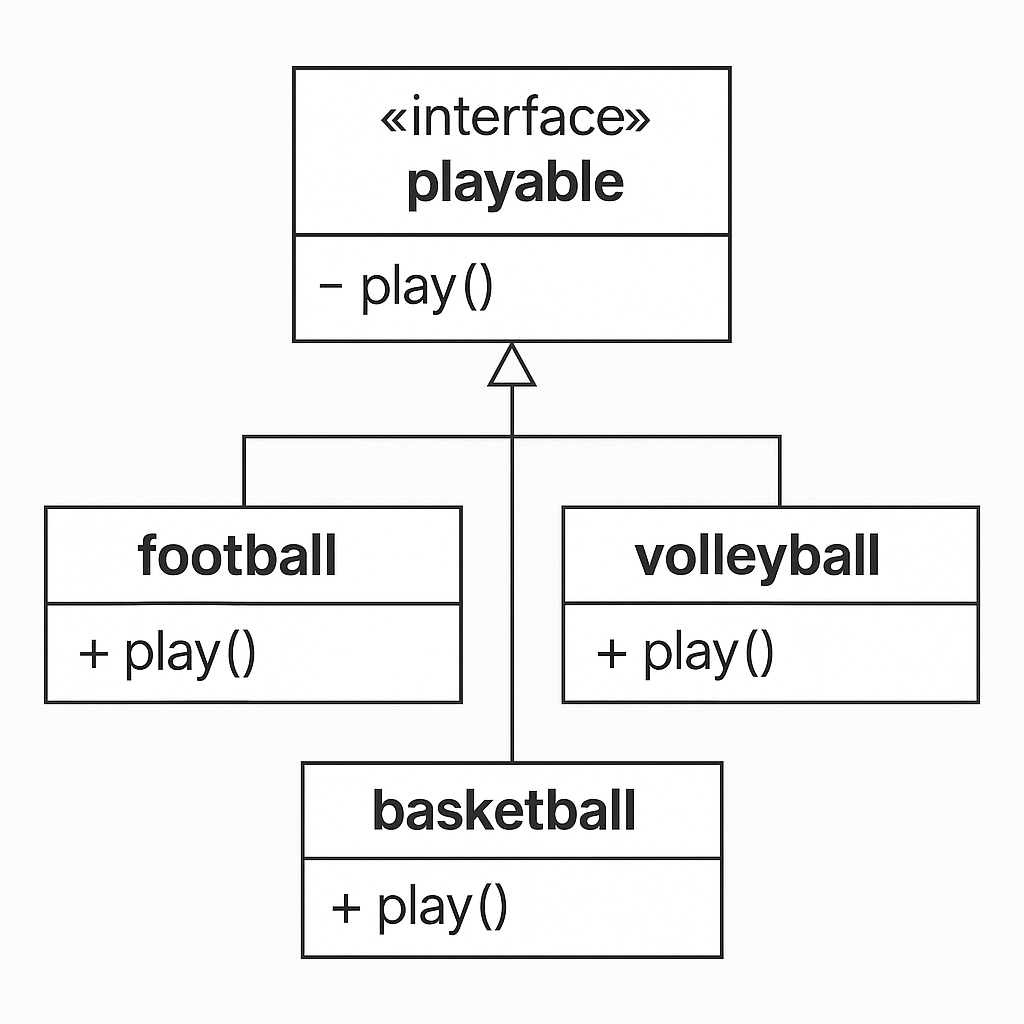 «interface»
playable
− play()
football
+ play()
volleyball
+ play()
basketball
+ play()